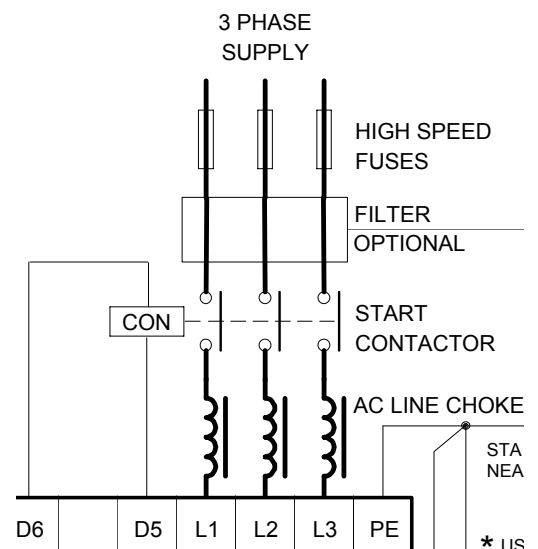 3 PHASE
SUPPLY
HIGH SPEED
FUSES
FILTER
OPTIONAL
CON
START
CONTACTOR
AC LINE CHOKE
STA
NEA
D6 D5 L1 L2 L3 PE
* US